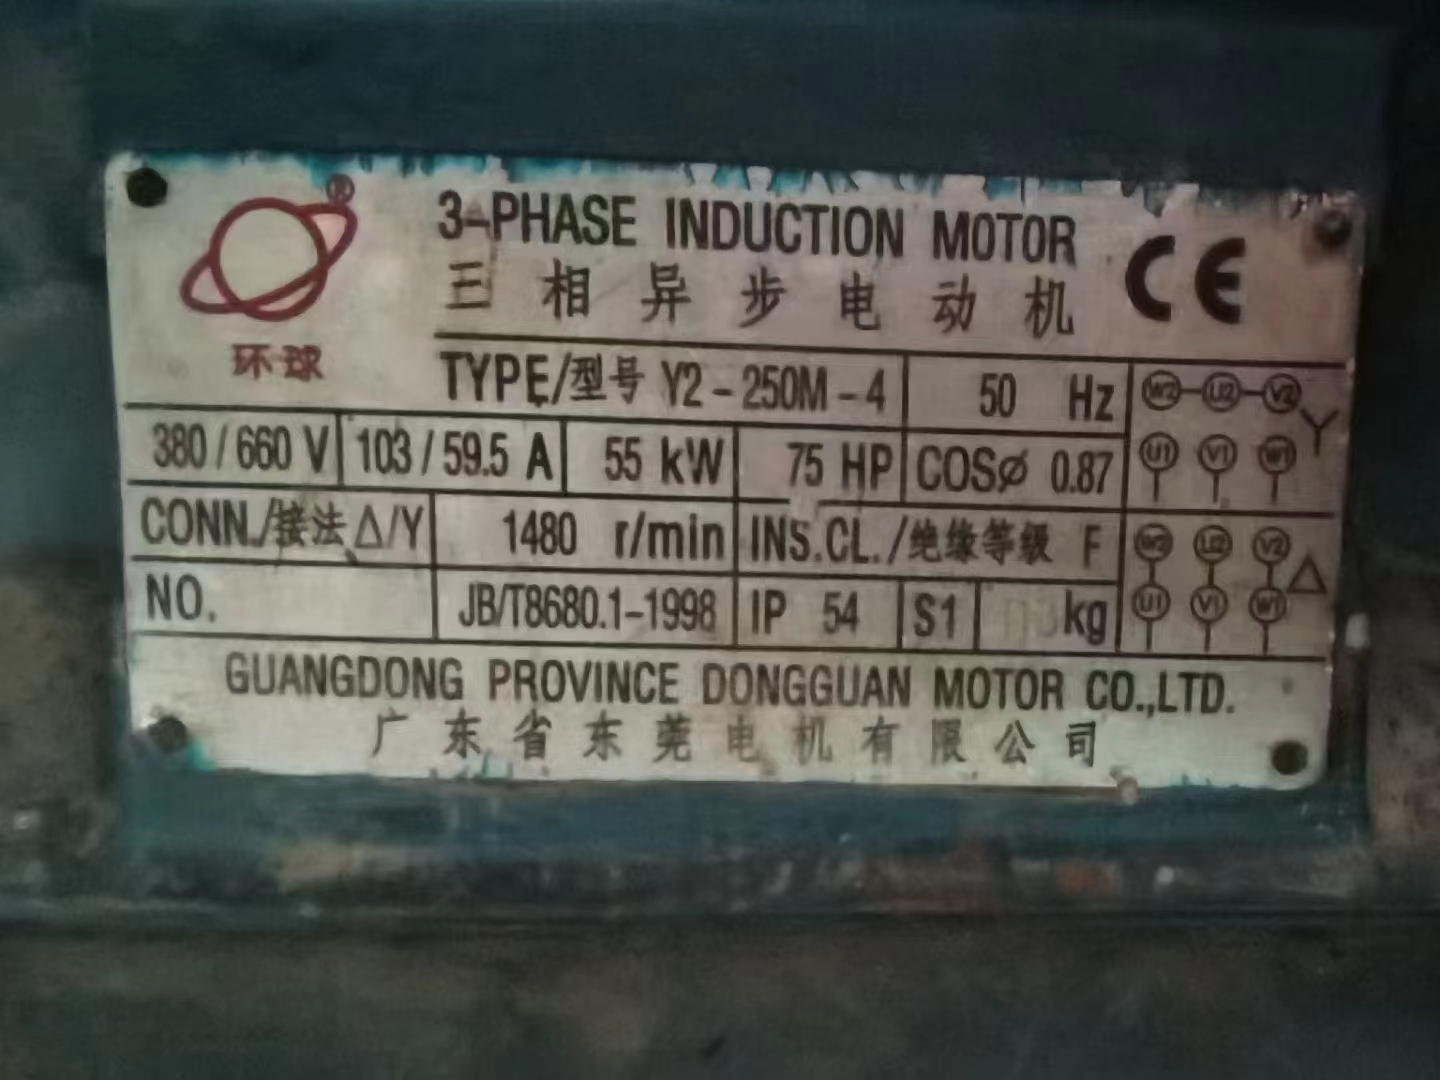 ®
3-PHASE INDUCTION MOTOR
CE
三相异步电动机
环球
TYPE/型号 Y2-250M-4 50 Hz
380/660 V 103/59.5 A 55 kW 75 HP COSø 0.87
CONN./接法 △/Y 1480 r/min INS.CL./绝缘等级 F
NO. JB/T8680.1-1998 IP 54 S1 kg
W2 U2 V2 Y
U1 V1 W1
W2 U2 V2 △
U1 V1 W1
GUANGDONG PROVINCE DONGGUAN MOTOR CO.,LTD.
广东省东莞电机有限公司